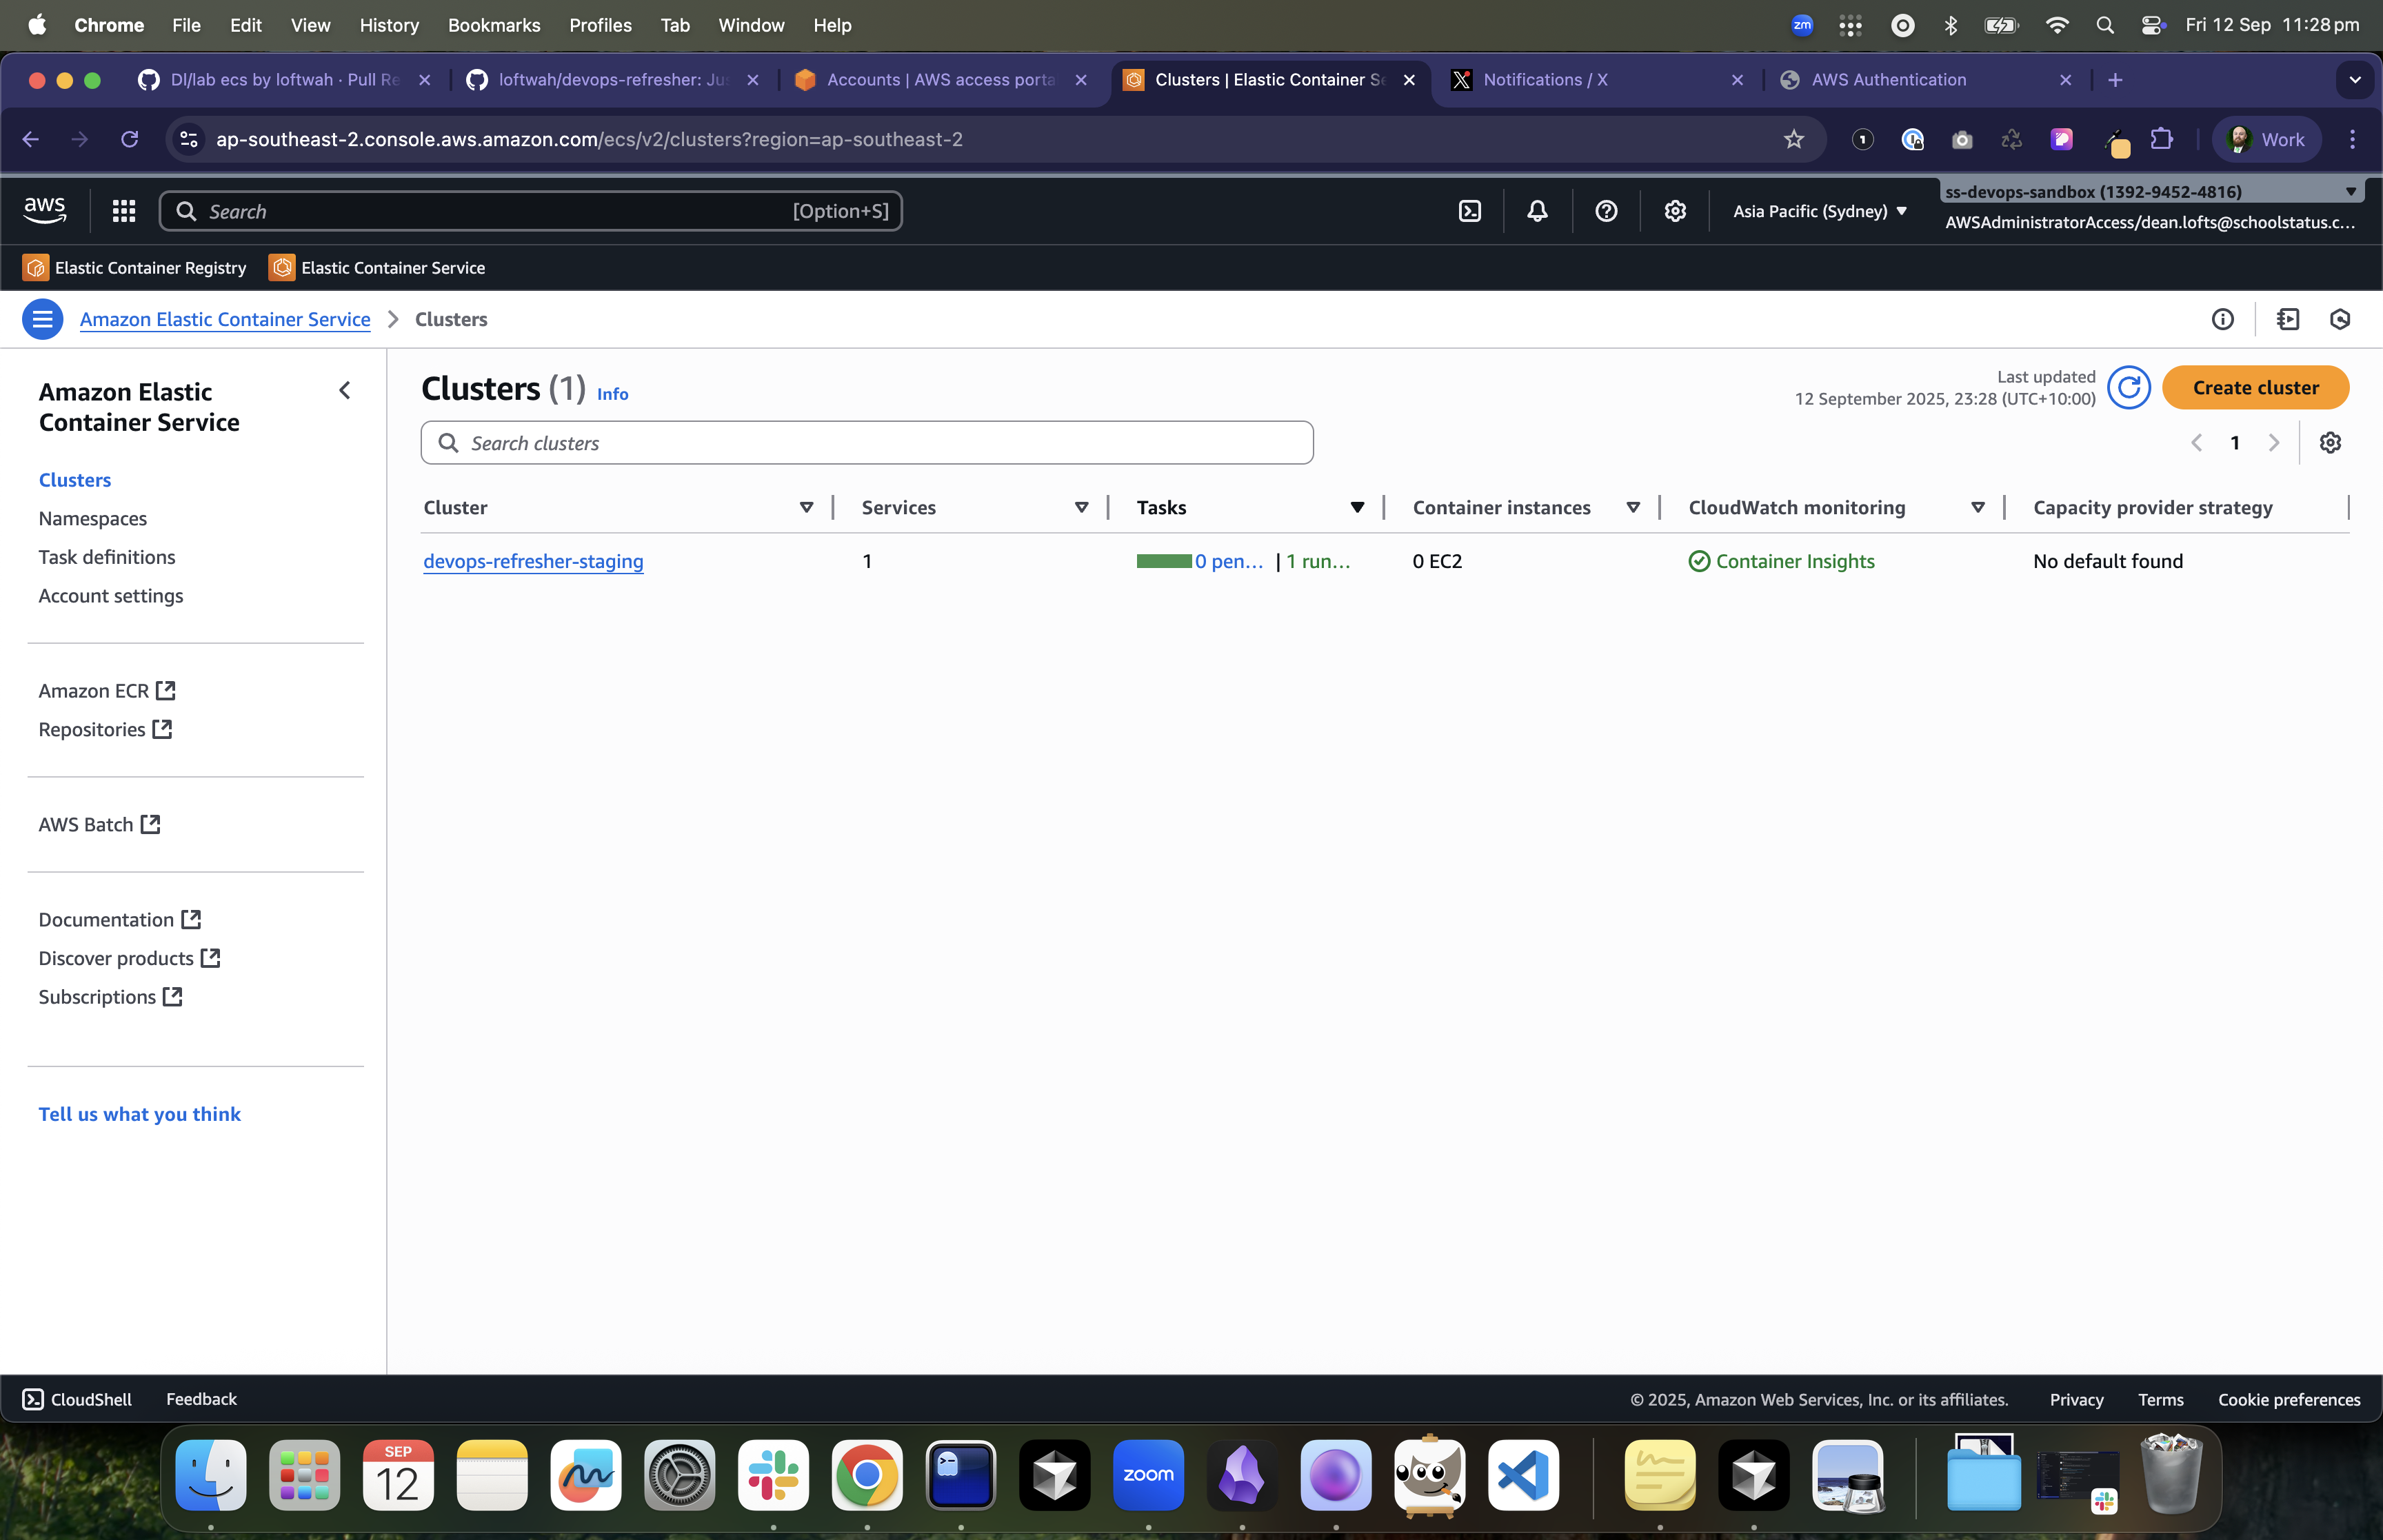 Chrome File Edit View History Bookmarks Profiles Tab Window Help
zm
Fri 12 Sep 11:28 pm
Dl/lab ecs by loftwah · Pull Re
loftwah/devops-refresher: Jus
Accounts | AWS access porta
Clusters | Elastic Container Se
Notifications / X
AWS Authentication
ap-southeast-2.console.aws.amazon.com/ecs/v2/clusters?region=ap-southeast-2
Work
aws
Search
[Option+S]
Asia Pacific (Sydney)
ss-devops-sandbox (1392-9452-4816)
AWSAdministratorAccess/dean.lofts@schoolstatus.c...
Elastic Container Registry
Elastic Container Service
Amazon Elastic Container Service
Clusters
Amazon Elastic
Container Service
Clusters
Namespaces
Task definitions
Account settings
Amazon ECR
Repositories
AWS Batch
Documentation
Discover products
Subscriptions
Tell us what you think
Clusters (1) Info
Last updated
12 September 2025, 23:28 (UTC+10:00)
Create cluster
Search clusters
1
Cluster Services Tasks Container instances CloudWatch monitoring Capacity provider strategy
devops-refresher-staging 1 0 pen... | 1 run... 0 EC2 Container Insights No default found
CloudShell Feedback
© 2025, Amazon Web Services, Inc. or its affiliates. Privacy Terms Cookie preferences
SEP
12
zoom